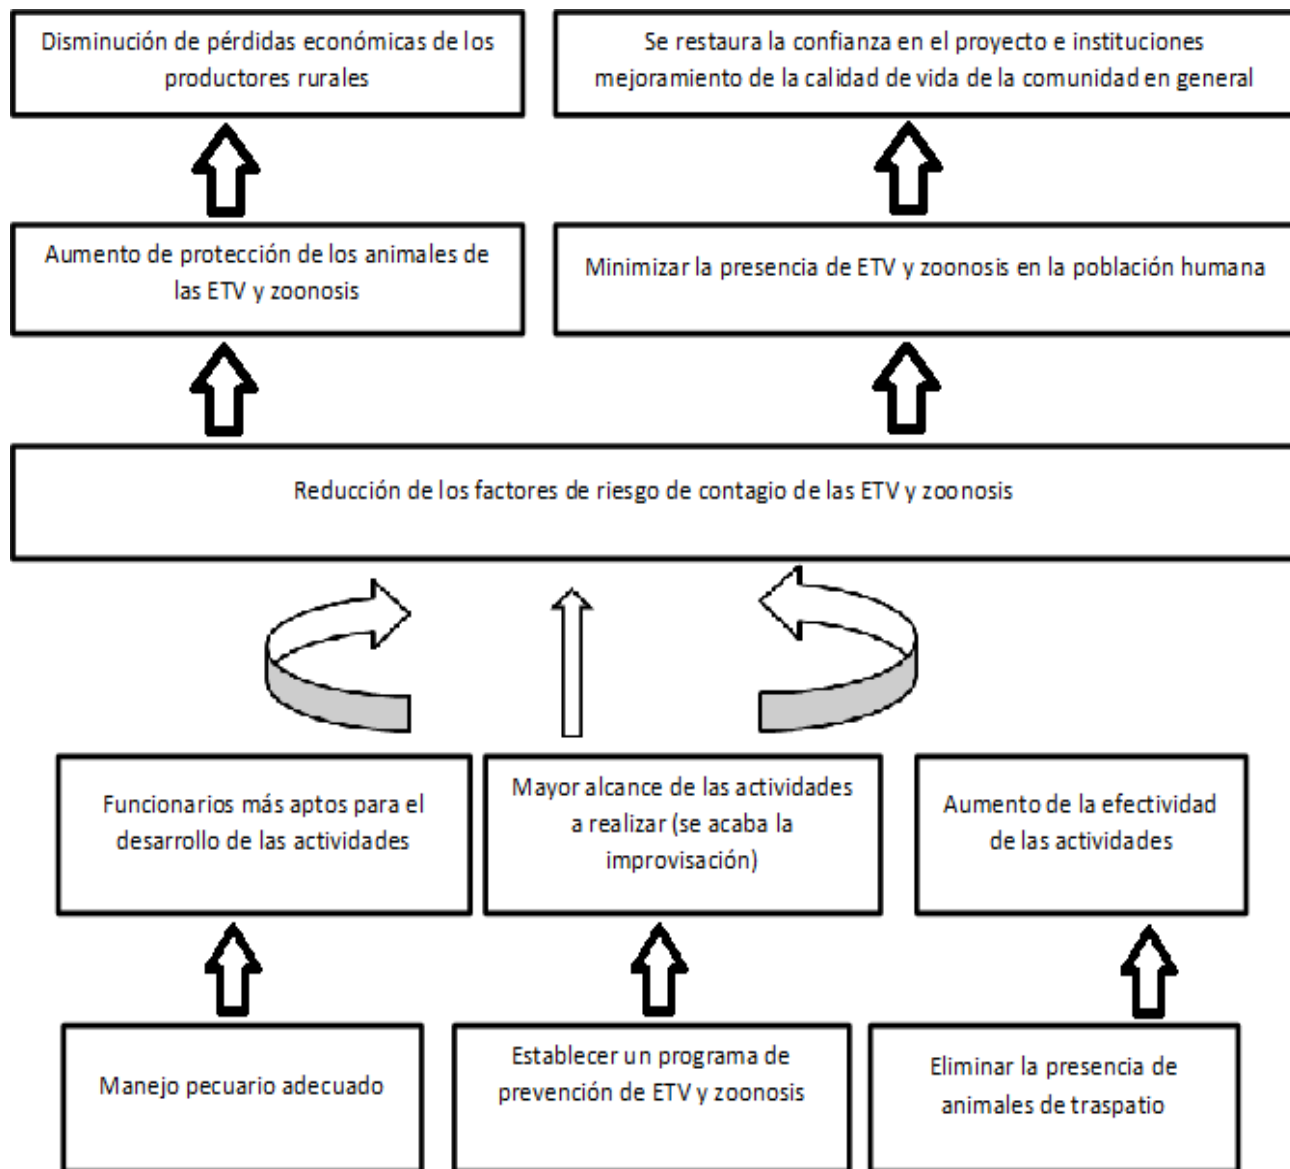 Disminución de pérdidas económicas de los
productores rurales
Se restaura la confianza en el proyecto e instituciones
mejoramiento de la calidad de vida de la comunidad en general
Aumento de protección de los animales de
las ETV y zoonosis
Minimizar la presencia de ETV y zoonosis en la población humana
Reducción de los factores de riesgo de contagio de las ETV y zoonosis
Funcionarios más aptos para el
desarrollo de las actividades
Mayor alcance de las actividades
a realizar (se acaba la
improvisación)
Aumento de la efectividad
de las actividades
Manejo pecuario adecuado
Establecer un programa de
prevención de ETV y zoonosis
Eliminar la presencia de
animales de traspatio